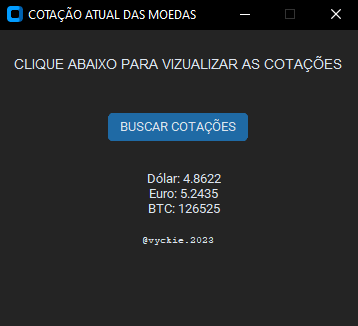 COTAÇÃO ATUAL DAS MOEDAS
CLIQUE ABAIXO PARA VIZUALIZAR AS COTAÇÕES
BUSCAR COTAÇÕES
Dólar: 4.8622
Euro: 5.2435
BTC: 126525
@vyckie.2023